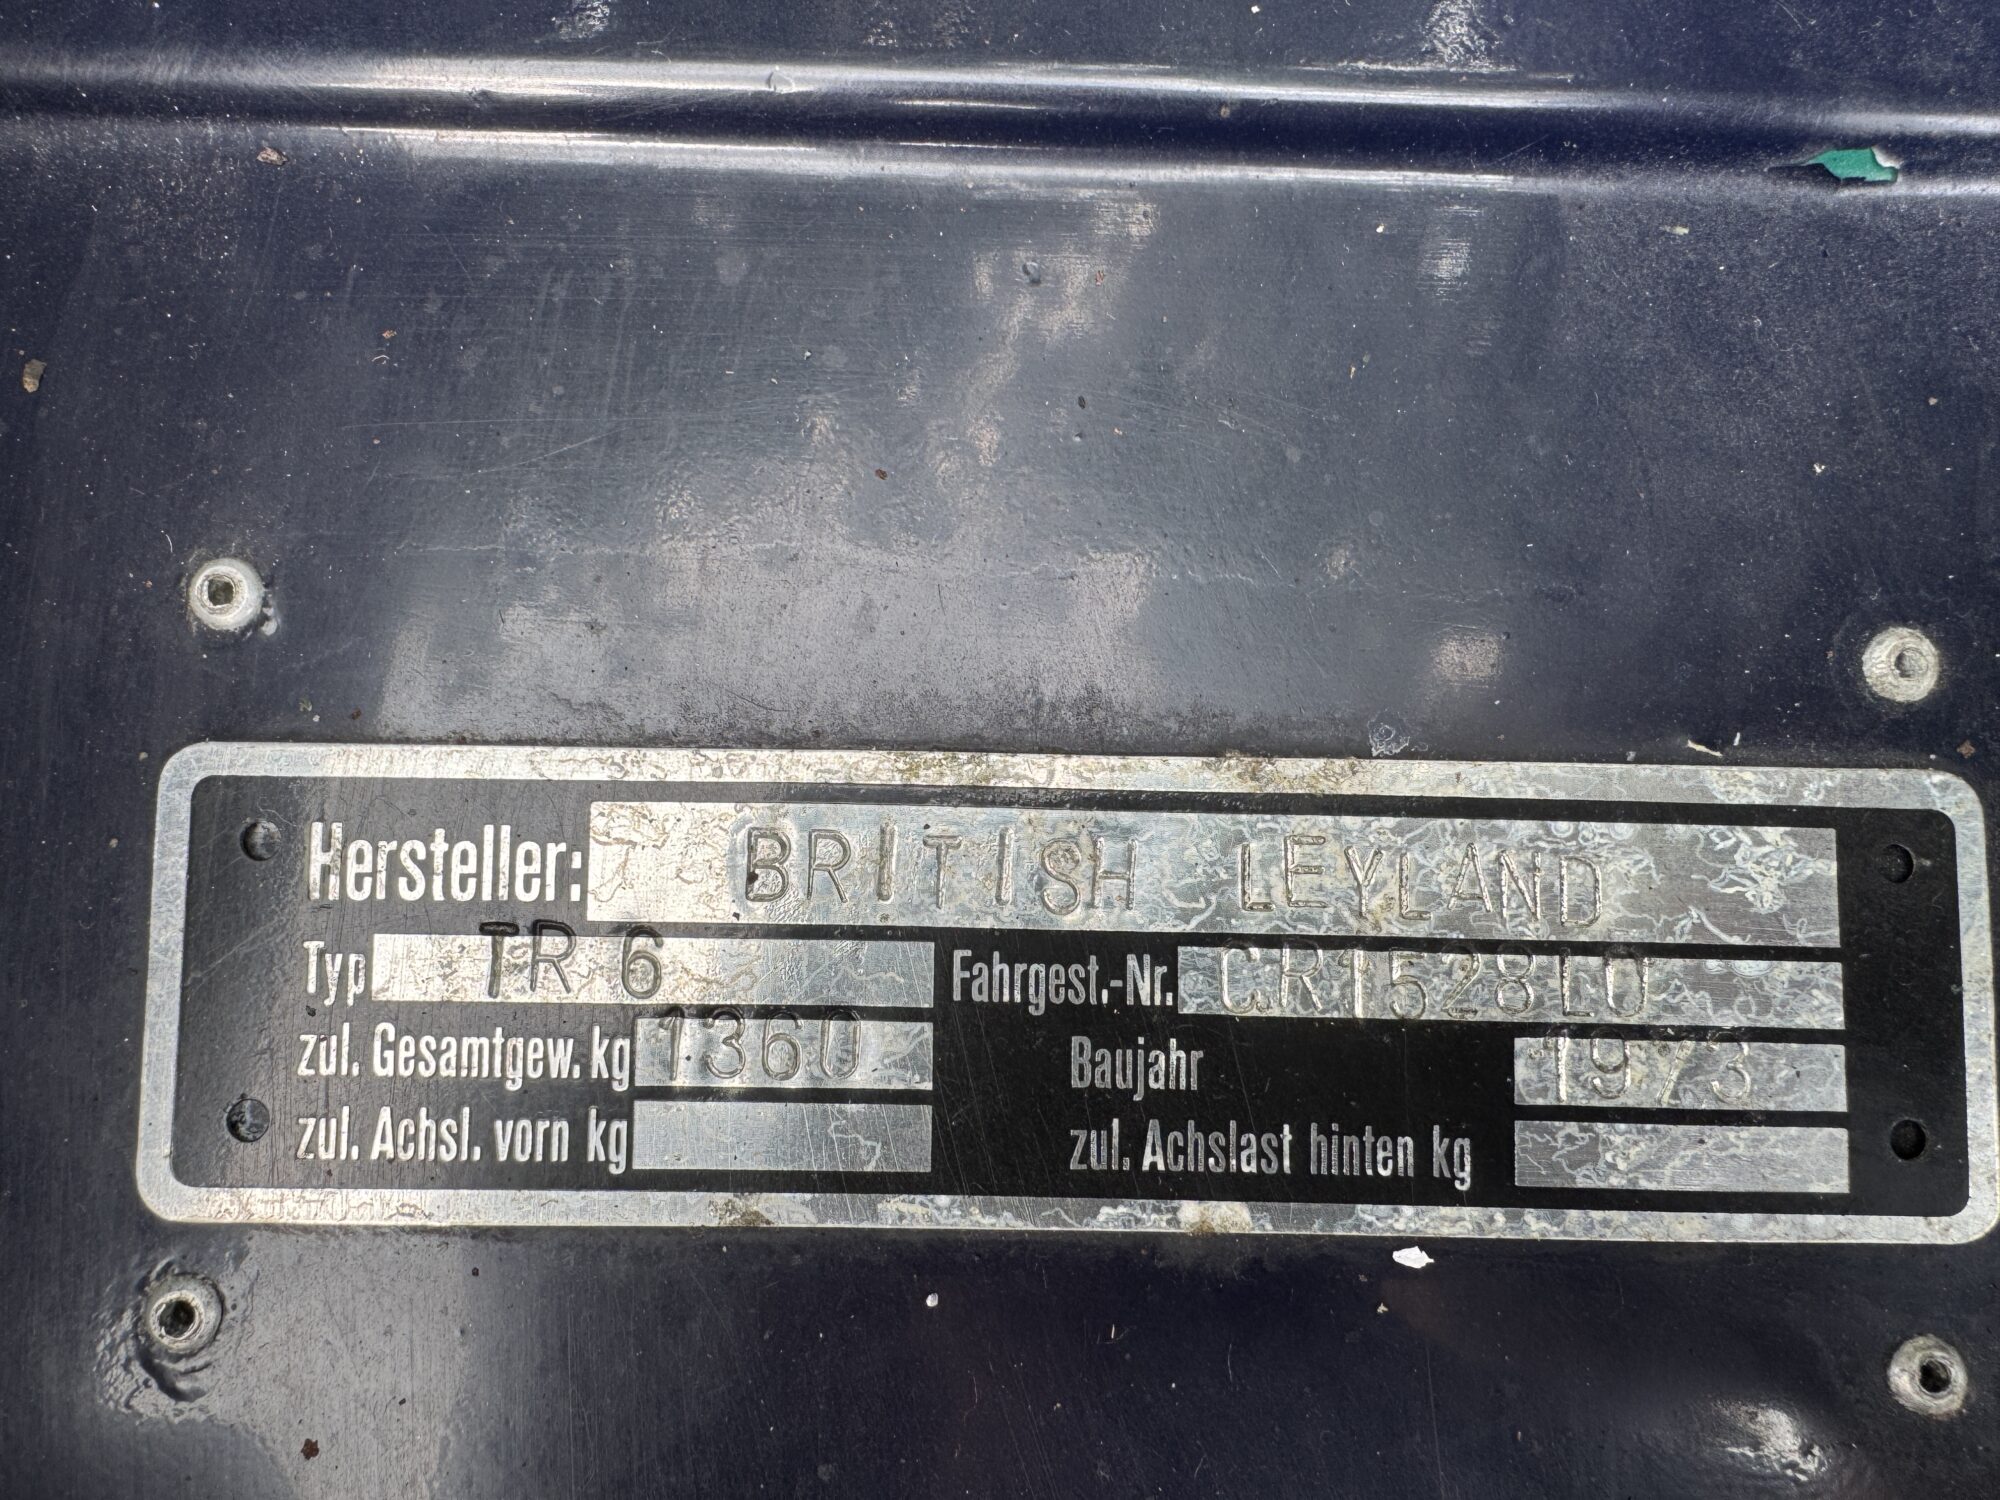 Hersteller: BRITISH LEYLAND
Typ TR 6 Fahrgest.-Nr. CR1528LO
zul. Gesamtgew. kg 1360 Baujahr 1973
zul. Achsl. vorn kg zul. Achslast hinten kg